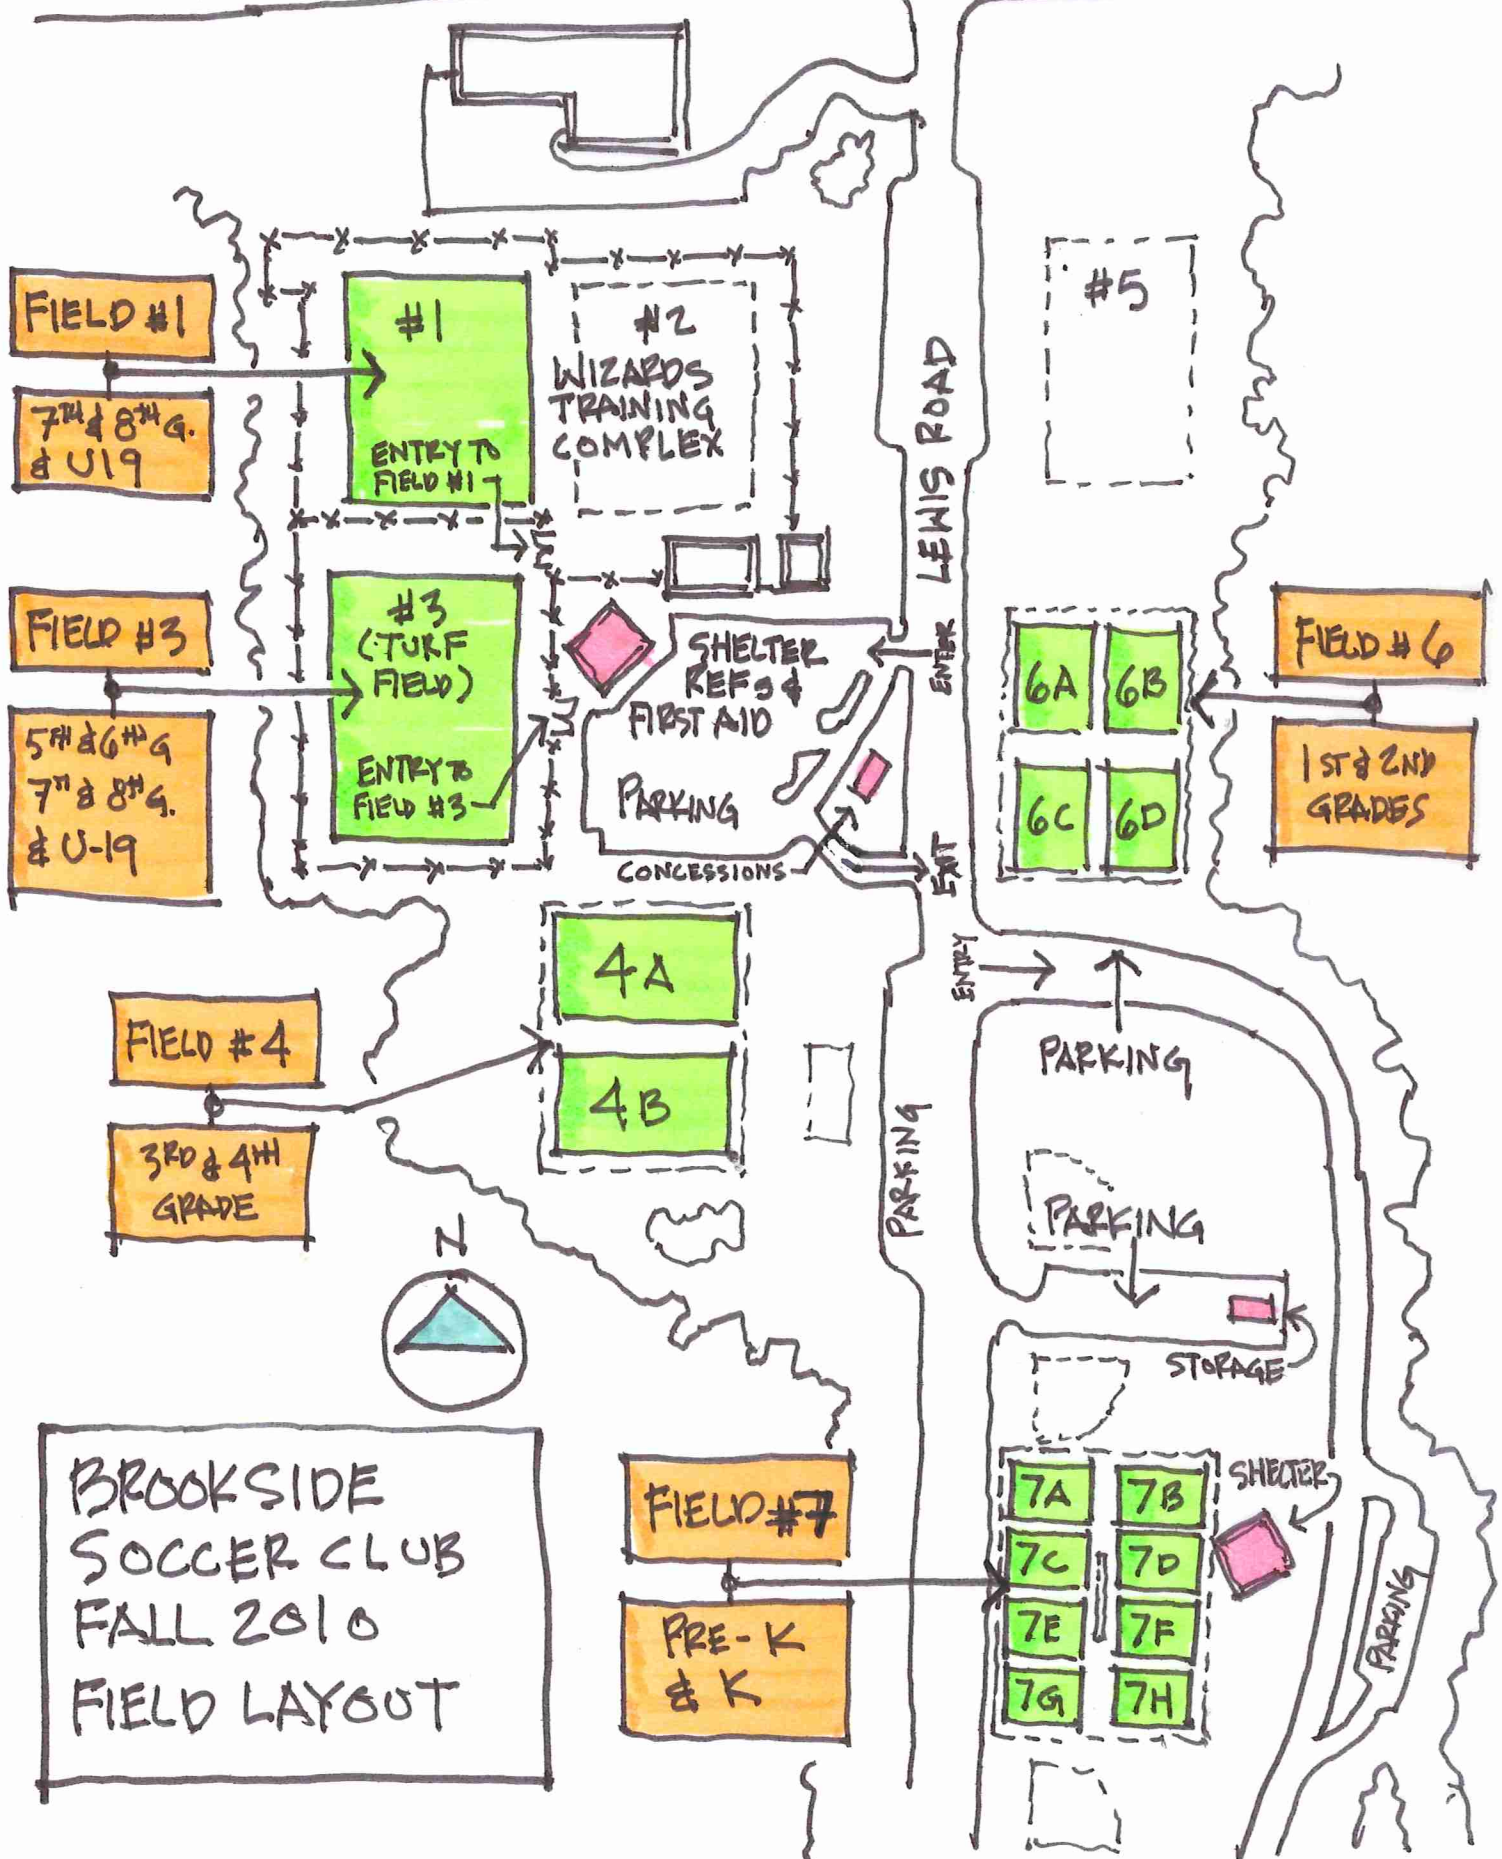 FIELD #1
7TH & 8TH G.
& U19
#1
ENTRY TO
FIELD #1
#2
WIZARDS
TRAINING
COMPLEX
LEWIS ROAD
#5
FIELD #3
5TH & 6TH G
7TH & 8TH G.
& U-19
#3
(TURF
FIELD)
ENTRY TO
FIELD #3
SHELTER
REFS &
FIRST AID
PARKING
CONCESSIONS
ENTER
EXIT
6A
6B
6C
6D
FIELD #6
1ST & 2ND
GRADES
4A
4B
FIELD #4
3RD & 4TH
GRADE
ENTRY
PARKING
PARKING
PARKING
STORAGE
N
BROOKSIDE
SOCCER CLUB
FALL 2010
FIELD LAYOUT
FIELD #7
PRE-K
& K
7A
7B
7C
7D
7E
7F
7G
7H
SHELTER
PARKING